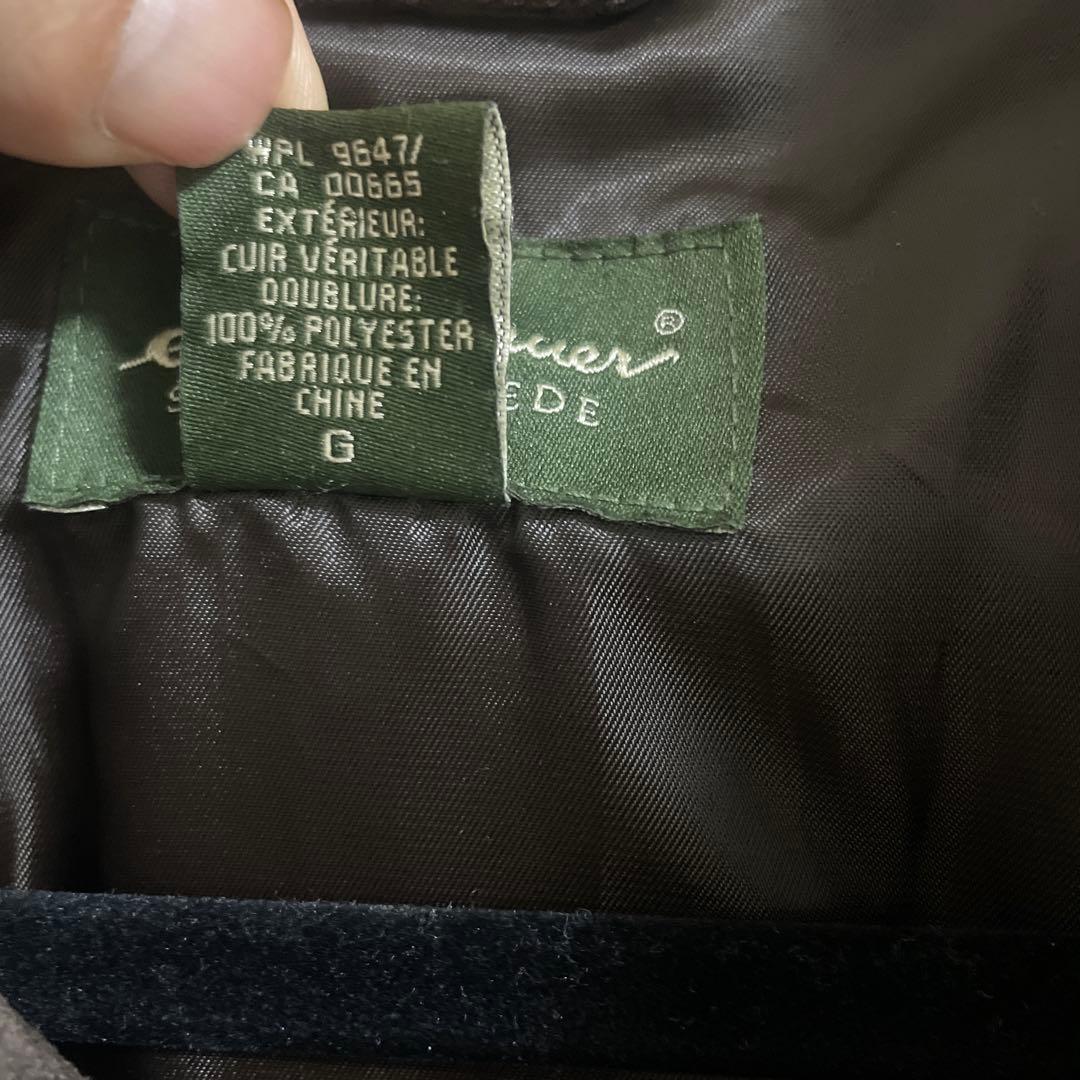 WPL 9647/
CA 00665
EXTÉRIEUR:
CUIR VÉRITABLE
DOUBLURE:
100% POLYESTER
FABRIQUE EN
CHINE
G
®